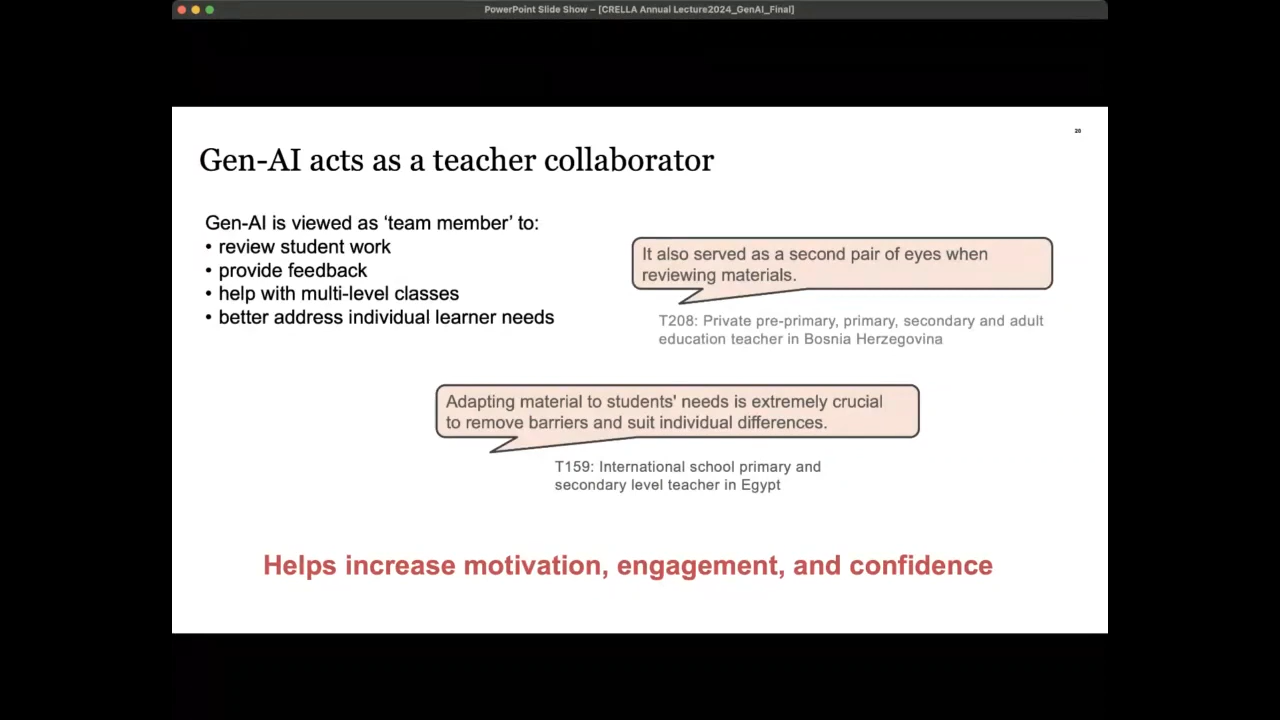 PowerPoint Slide Show – [CRELLA Annual Lecture2024_GenAI_Final]
20
Gen-AI acts as a teacher collaborator
Gen-AI is viewed as ‘team member’ to:
• review student work
• provide feedback
• help with multi-level classes
• better address individual learner needs
It also served as a second pair of eyes when
reviewing materials.
T208: Private pre-primary, primary, secondary and adult
education teacher in Bosnia Herzegovina
Adapting material to students' needs is extremely crucial
to remove barriers and suit individual differences.
T159: International school primary and
secondary level teacher in Egypt
Helps increase motivation, engagement, and confidence